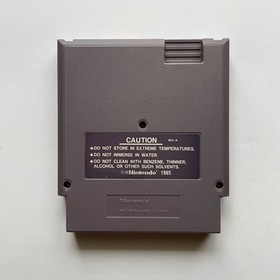 CAUTION
• DO NOT STORE IN EXTREME TEMPERATURES.
• DO NOT IMMERSE IN WATER.
• DO NOT CLEAN WITH BENZENE, THINNER,
ALCOHOL OR OTHER SUCH SOLVENTS.
©®Nintendo® 1985